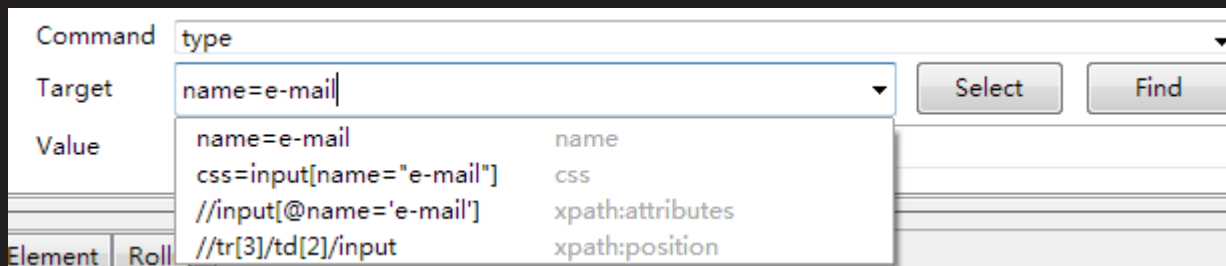 Command type
Target name=e-mail Select Find
Value
name=e-mail name
css=input[name="e-mail"] css
//input[@name='e-mail'] xpath:attributes
//tr[3]/td[2]/input xpath:position
Element